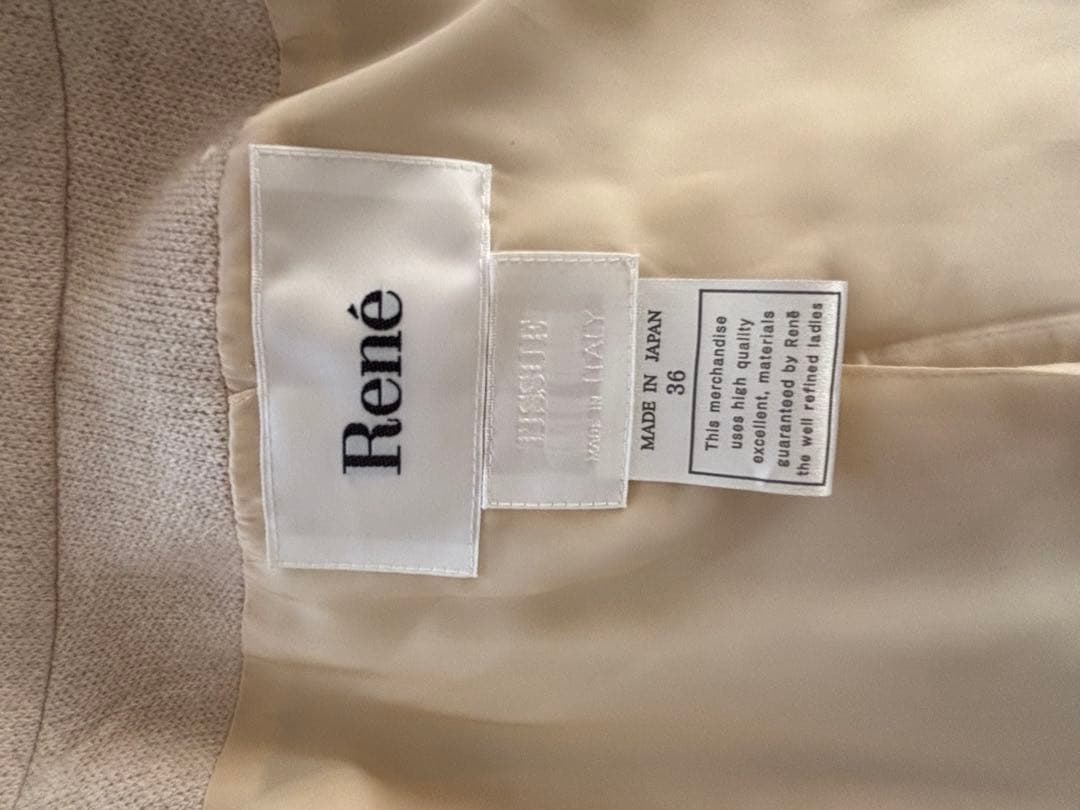 René
TISSUE
MADE IN ITALY
MADE IN JAPAN
36
This merchandise
uses high quality
excellent, materials
guaranteed by René
the well refined ladies